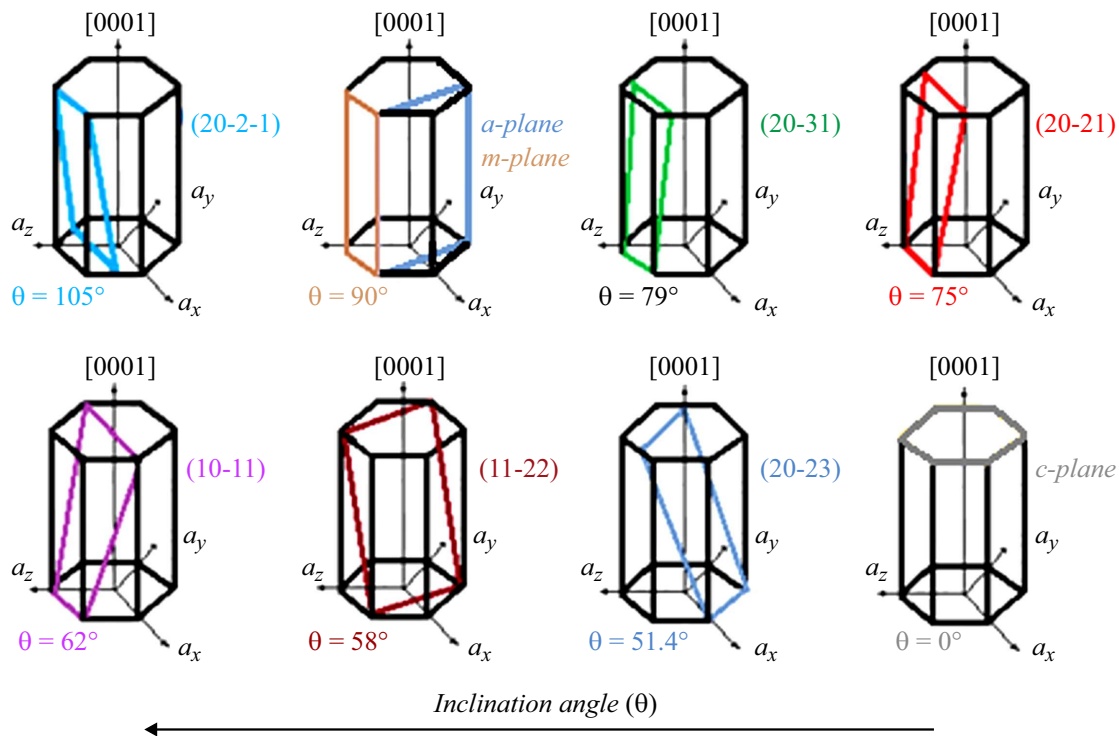 [0001] [0001] [0001] [0001]
(20-2-1) a-plane (20-31) (20-21)
m-plane
a_y a_y a_y a_y
a_z a_z a_z a_z
θ = 105° θ = 90° θ = 79° θ = 75°
a_x a_x a_x a_x
[0001] [0001] [0001] [0001]
(10-11) (11-22) (20-23) c-plane
a_y a_y a_y a_y
a_z a_z a_z a_z
θ = 62° θ = 58° θ = 51.4° θ = 0°
a_x a_x a_x a_x
Inclination angle (θ)